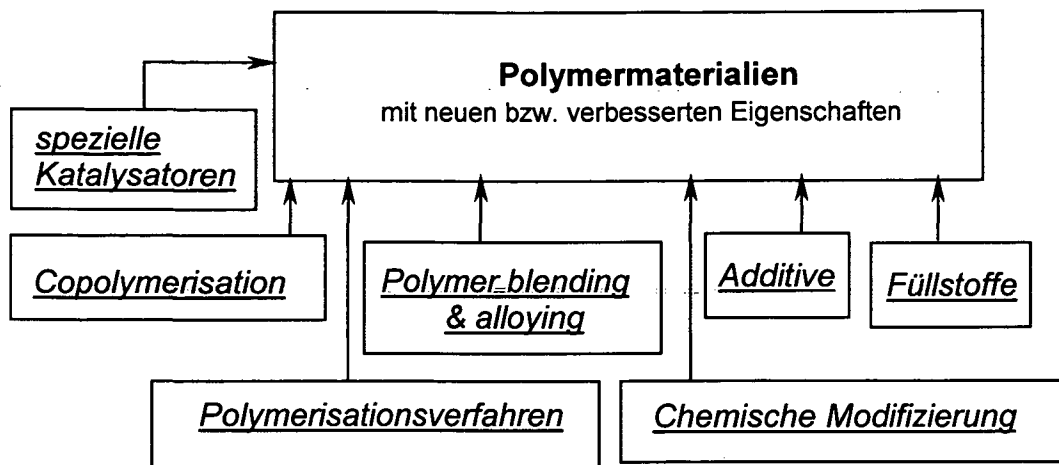 Polymermaterialien
mit neuen bzw. verbesserten Eigenschaften
spezielle
Katalysatoren
Copolymerisation
Polymer blending
& alloying
Additive
Füllstoffe
Polymerisationsverfahren
Chemische Modifizierung